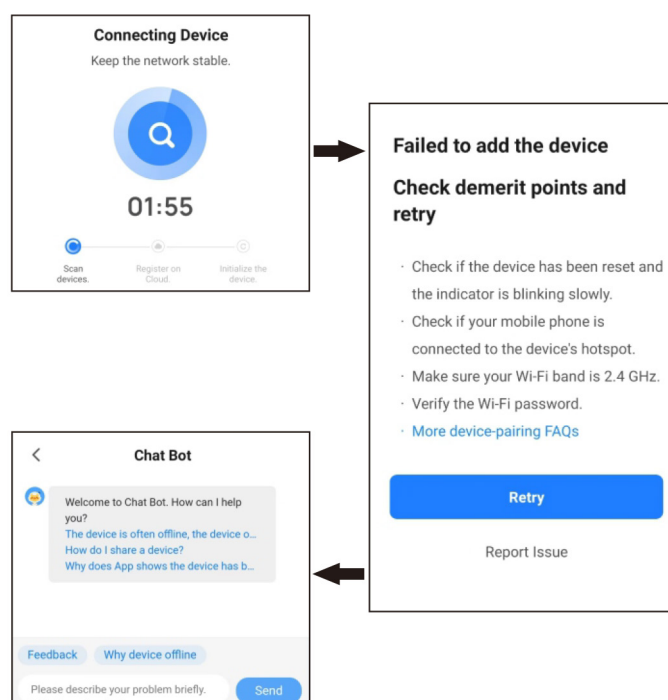 Connecting Device
Keep the network stable.
01:55
Scan devices.
Register on Cloud.
Initialize the device.
Failed to add the device
Check demerit points and
retry
· Check if the device has been reset and
the indicator is blinking slowly.
· Check if your mobile phone is
connected to the device's hotspot.
· Make sure your Wi-Fi band is 2.4 GHz.
· Verify the Wi-Fi password.
· More device-pairing FAQs
Retry
Report Issue
Chat Bot
Welcome to Chat Bot. How can I help
you?
The device is often offline, the device o...
How do I share a device?
Why does App shows the device has b...
Feedback
Why device offline
Please describe your problem briefly.
Send